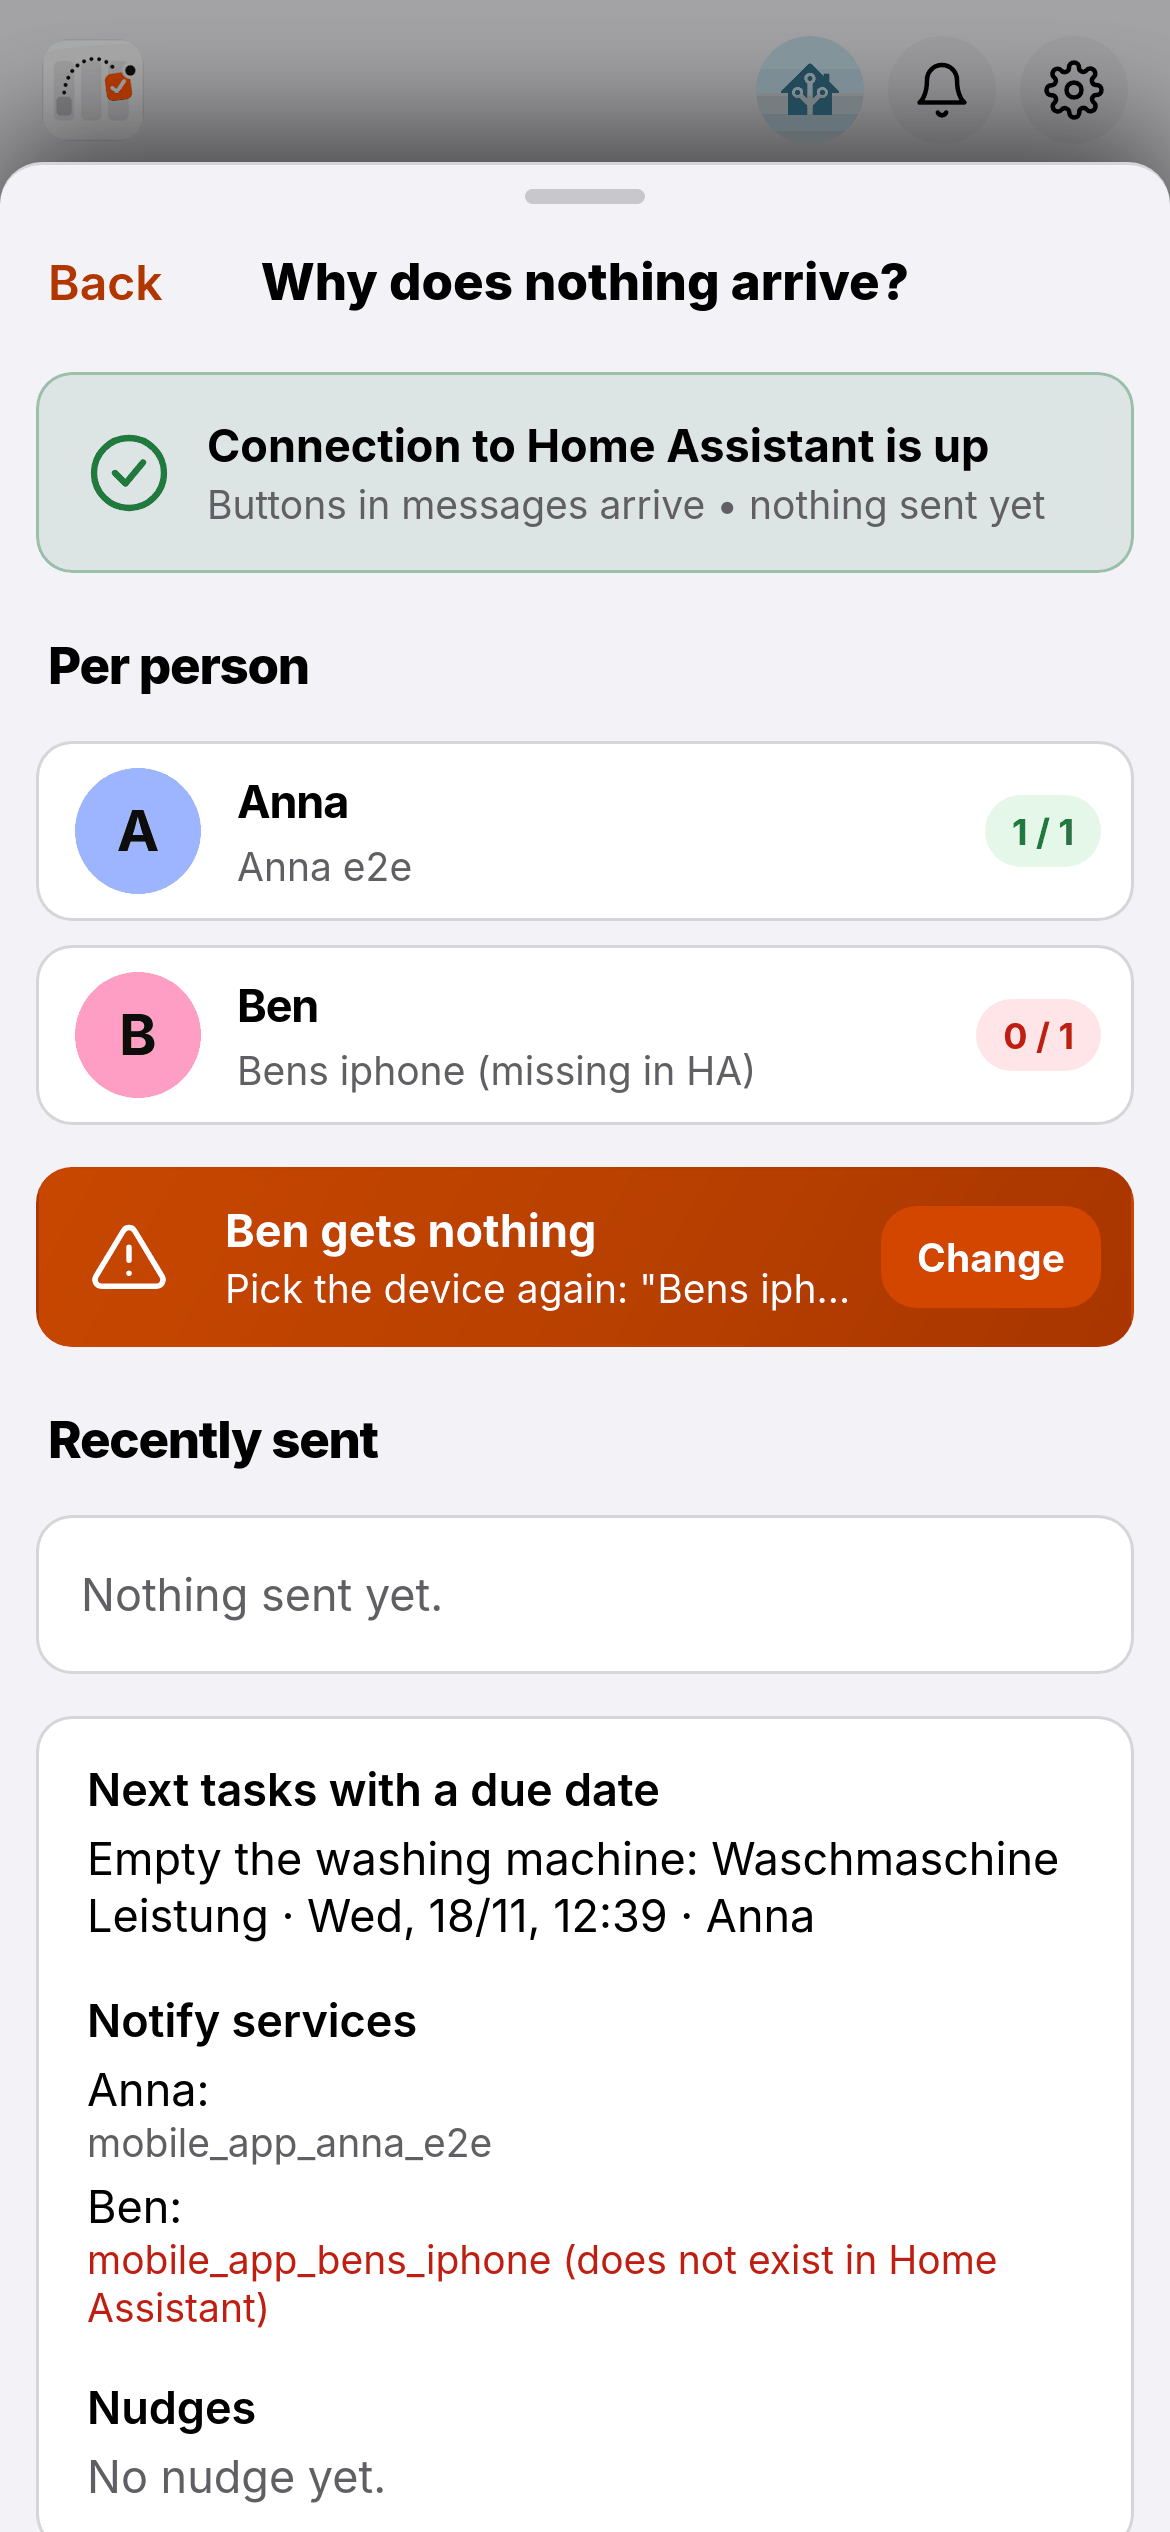 Back
Why does nothing arrive?
Connection to Home Assistant is up
Buttons in messages arrive • nothing sent yet
Per person
A
Anna
Anna e2e
1 / 1
B
Ben
Bens iphone (missing in HA)
0 / 1
Ben gets nothing
Pick the device again: "Bens iph...
Change
Recently sent
Nothing sent yet.
Next tasks with a due date
Empty the washing machine: Waschmaschine
Leistung · Wed, 18/11, 12:39 · Anna
Notify services
Anna:
mobile_app_anna_e2e
Ben:
mobile_app_bens_iphone (does not exist in Home
Assistant)
Nudges
No nudge yet.